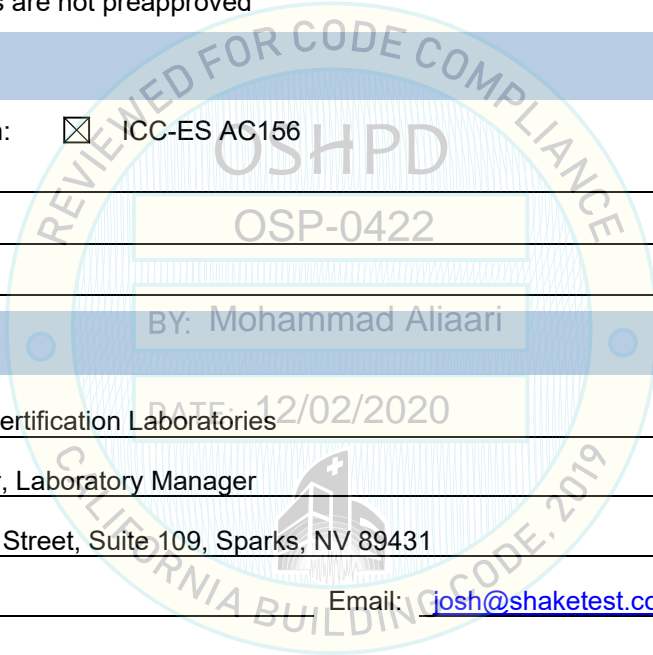 s are not preapproved
REVIEWED FOR CODE COMPLIANCE
n: ☒ ICC-ES AC156
OSHPD
OSP-0422
BY: Mohammad Aliaari
DATE: 12/02/2020
ertification Laboratories
, Laboratory Manager
Street, Suite 109, Sparks, NV 89431
CALIFORNIA BUILDING CODE, 2019
Email: josh@shaketest.co